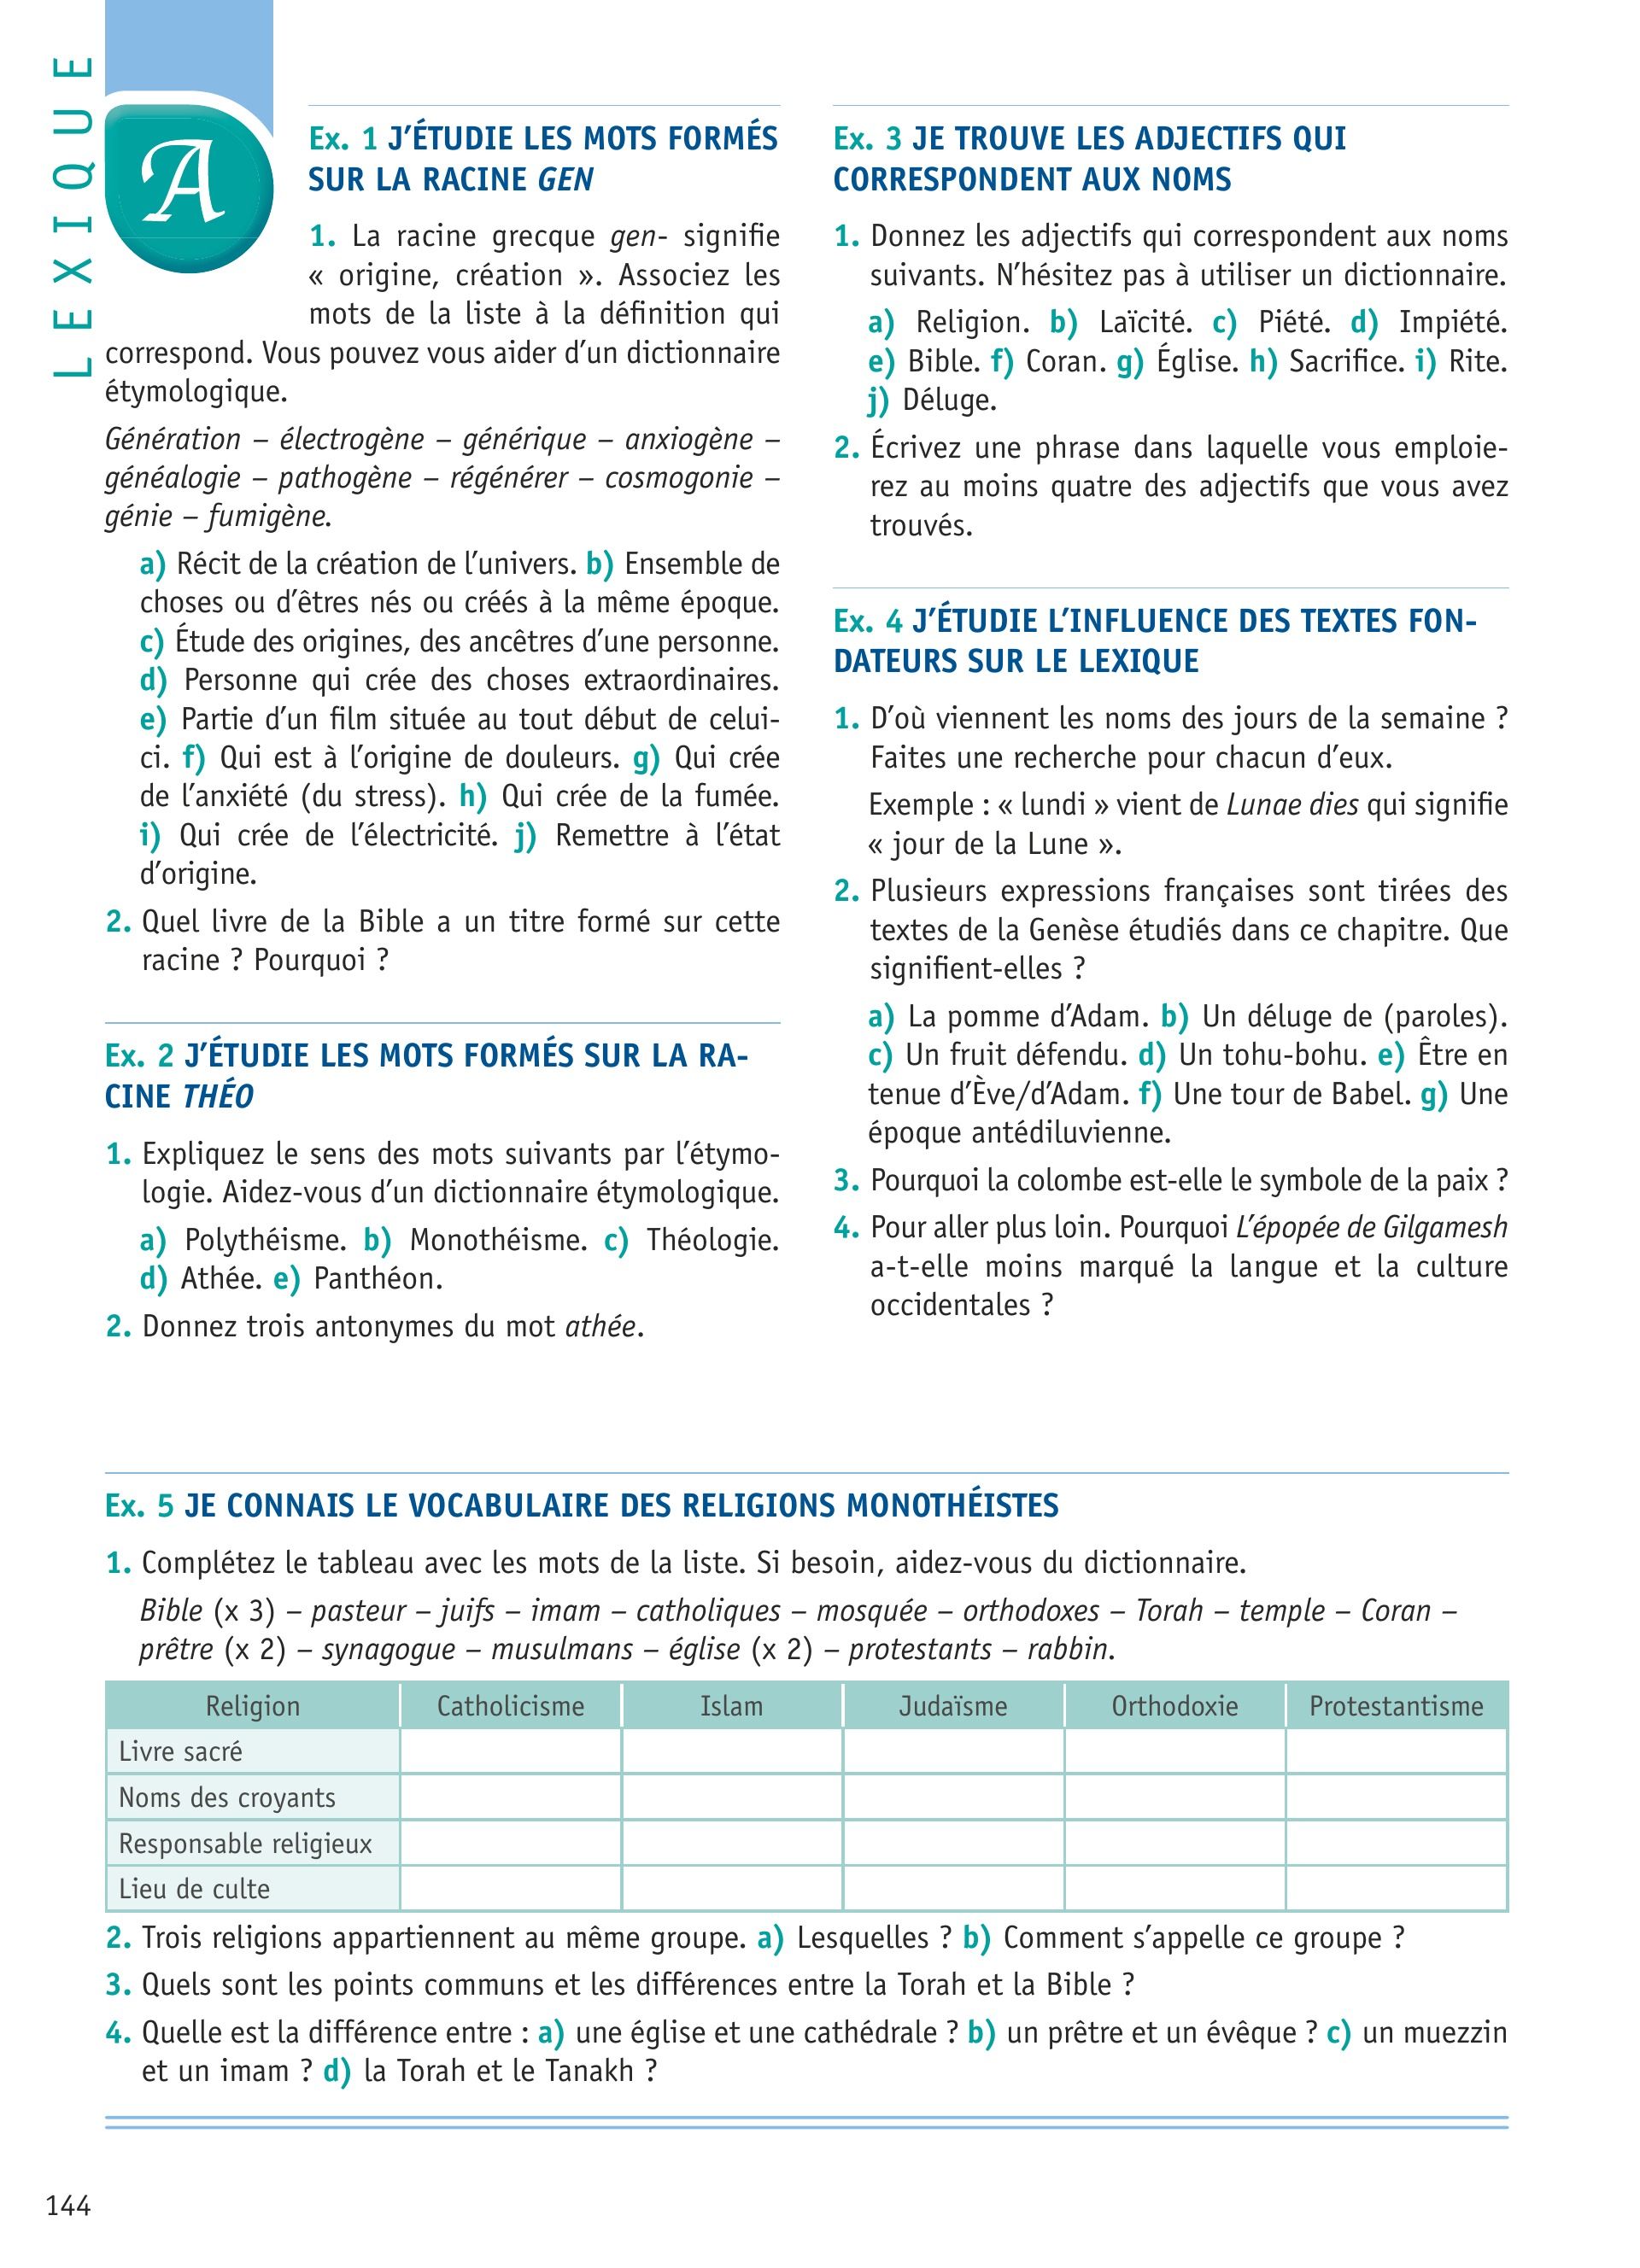 LEXIQUE
A
Ex. 1 J’ÉTUDIE LES MOTS FORMÉS
SUR LA RACINE GEN
1. La racine grecque gen- signifie
« origine, création ». Associez les
mots de la liste à la définition qui
correspond. Vous pouvez vous aider d’un dictionnaire
étymologique.
Génération – électrogène – générique – anxiogène –
généalogie – pathogène – régénérer – cosmogonie –
génie – fumigène.
a) Récit de la création de l’univers. b) Ensemble de
choses ou d’êtres nés ou créés à la même époque.
c) Étude des origines, des ancêtres d’une personne.
d) Personne qui crée des choses extraordinaires.
e) Partie d’un film située au tout début de celui-
ci. f) Qui est à l’origine de douleurs. g) Qui crée
de l’anxiété (du stress). h) Qui crée de la fumée.
i) Qui crée de l’électricité. j) Remettre à l’état
d’origine.
2. Quel livre de la Bible a un titre formé sur cette
racine ? Pourquoi ?
Ex. 2 J’ÉTUDIE LES MOTS FORMÉS SUR LA RA-
CINE THÉO
1. Expliquez le sens des mots suivants par l’étymo-
logie. Aidez-vous d’un dictionnaire étymologique.
a) Polythéisme. b) Monothéisme. c) Théologie.
d) Athée. e) Panthéon.
2. Donnez trois antonymes du mot athée.
Ex. 3 JE TROUVE LES ADJECTIFS QUI
CORRESPONDENT AUX NOMS
1. Donnez les adjectifs qui correspondent aux noms
suivants. N’hésitez pas à utiliser un dictionnaire.
a) Religion. b) Laïcité. c) Piété. d) Impiété.
e) Bible. f) Coran. g) Église. h) Sacrifice. i) Rite.
j) Déluge.
2. Écrivez une phrase dans laquelle vous emploie-
rez au moins quatre des adjectifs que vous avez
trouvés.
Ex. 4 J’ÉTUDIE L’INFLUENCE DES TEXTES FON-
DATEURS SUR LE LEXIQUE
1. D’où viennent les noms des jours de la semaine ?
Faites une recherche pour chacun d’eux.
Exemple : « lundi » vient de Lunae dies qui signifie
« jour de la Lune ».
2. Plusieurs expressions françaises sont tirées des
textes de la Genèse étudiés dans ce chapitre. Que
signifient-elles ?
a) La pomme d’Adam. b) Un déluge de (paroles).
c) Un fruit défendu. d) Un tohu-bohu. e) Être en
tenue d’Ève/d’Adam. f) Une tour de Babel. g) Une
époque antédiluvienne.
3. Pourquoi la colombe est-elle le symbole de la paix ?
4. Pour aller plus loin. Pourquoi L’épopée de Gilgamesh
a-t-elle moins marqué la langue et la culture
occidentales ?
Ex. 5 JE CONNAIS LE VOCABULAIRE DES RELIGIONS MONOTHÉISTES
1. Complétez le tableau avec les mots de la liste. Si besoin, aidez-vous du dictionnaire.
Bible (x 3) – pasteur – juifs – imam – catholiques – mosquée – orthodoxes – Torah – temple – Coran –
prêtre (x 2) – synagogue – musulmans – église (x 2) – protestants – rabbin.
Religion Catholicisme Islam Judaïsme Orthodoxie Protestantisme
Livre sacré
Noms des croyants
Responsable religieux
Lieu de culte
2. Trois religions appartiennent au même groupe. a) Lesquelles ? b) Comment s’appelle ce groupe ?
3. Quels sont les points communs et les différences entre la Torah et la Bible ?
4. Quelle est la différence entre : a) une église et une cathédrale ? b) un prêtre et un évêque ? c) un muezzin
et un imam ? d) la Torah et le Tanakh ?
144